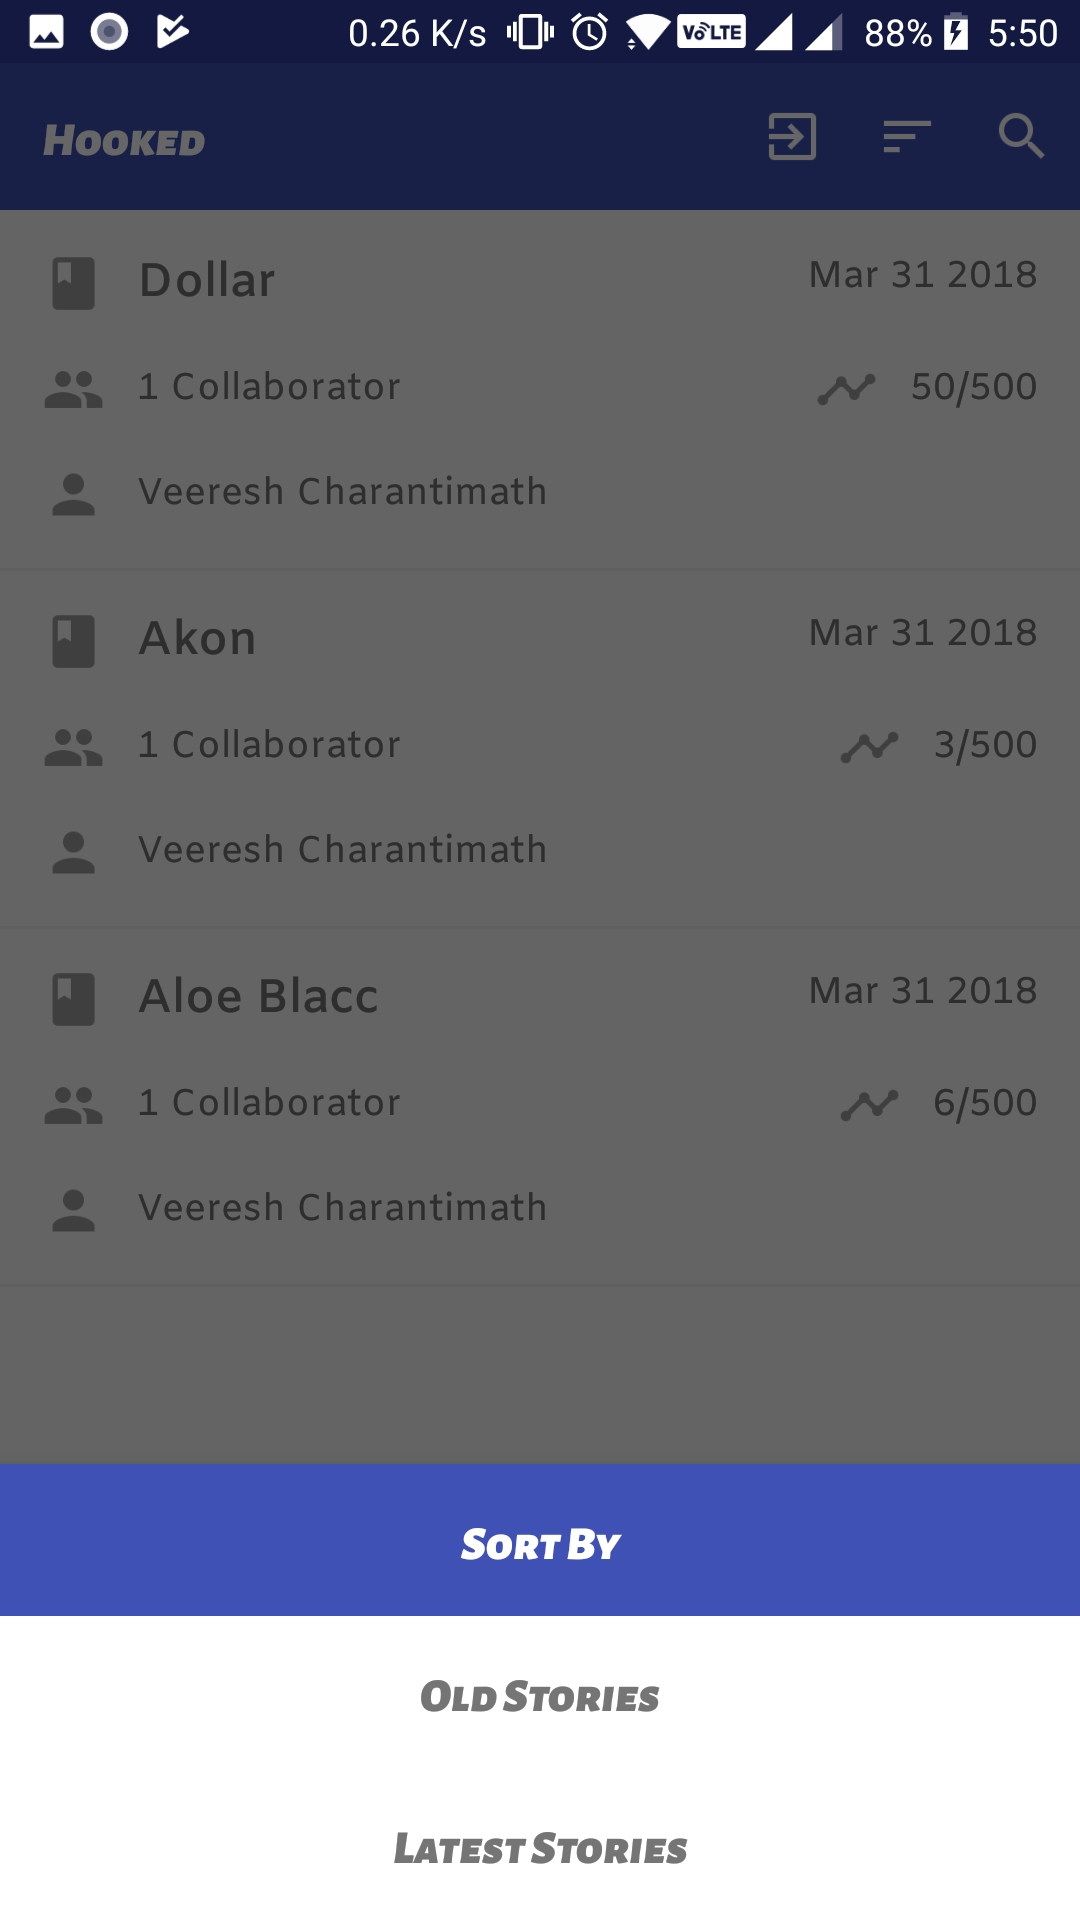 0.26 K/s VoLTE 88% 5:50
Hooked
Dollar Mar 31 2018
1 Collaborator 50/500
Veeresh Charantimath
Akon Mar 31 2018
1 Collaborator 3/500
Veeresh Charantimath
Aloe Blacc Mar 31 2018
1 Collaborator 6/500
Veeresh Charantimath
Sort By
Old Stories
Latest Stories